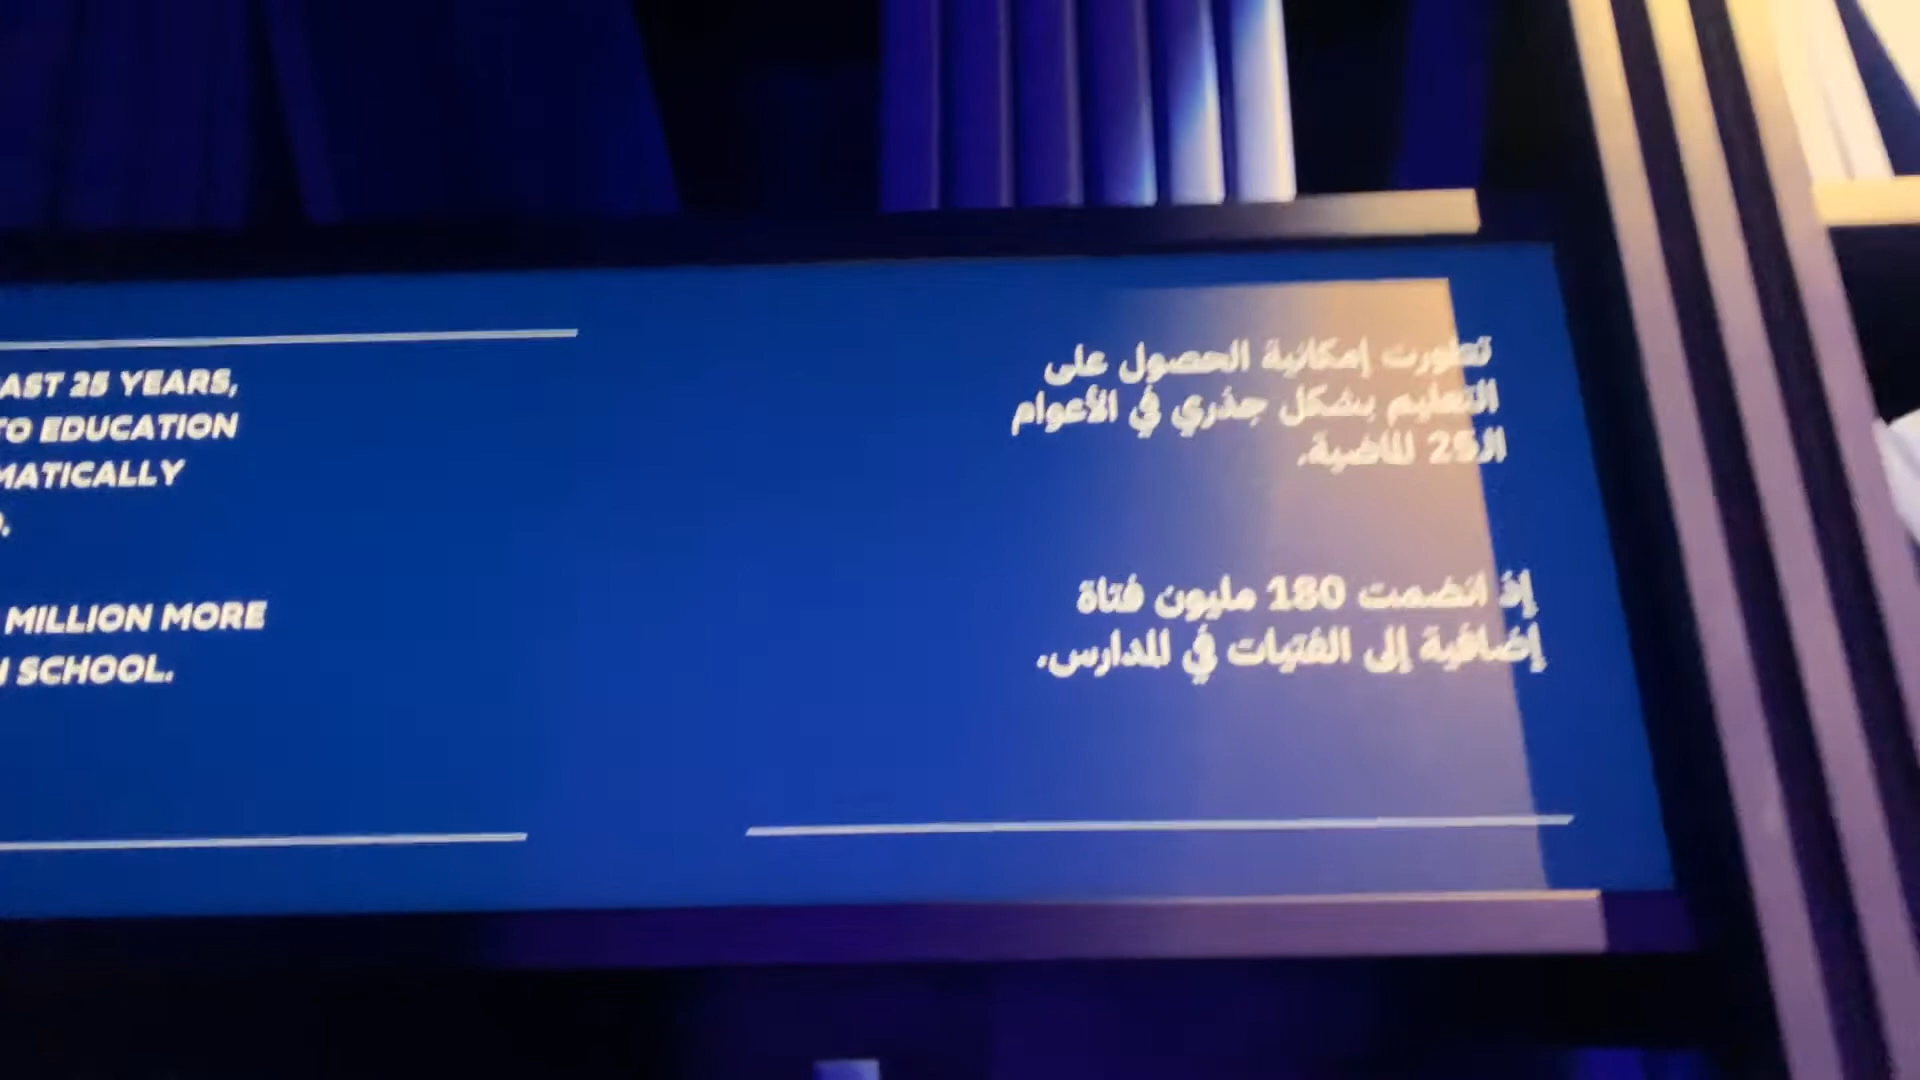 AST 25 YEARS,
TO EDUCATION
MATICALLY
.
MILLION MORE
SCHOOL.
تطورت إمكانية الحصول على
التعليم بشكل جذري في الأعوام
الـ25 الماضية.
إذ انضمت 180 مليون فتاة
إضافية إلى الفتيات في المدارس.